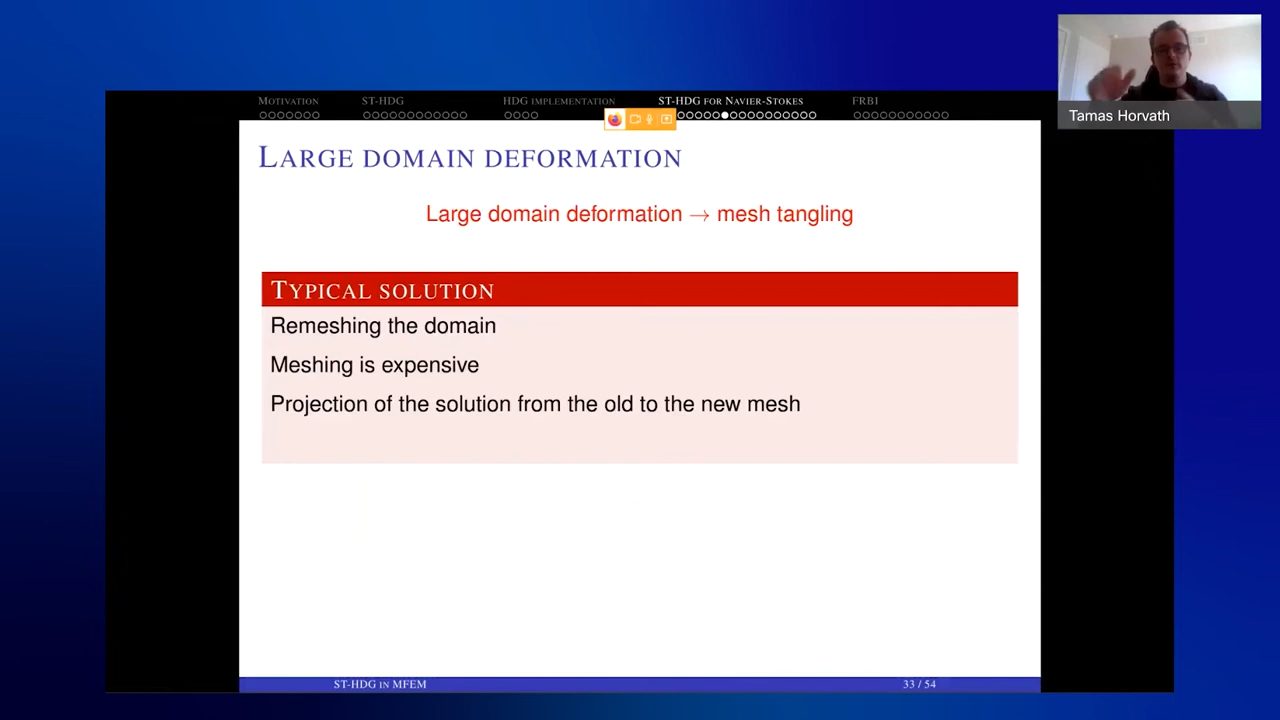 Tamas Horvath
MOTIVATION ST-HDG HDG IMPLEMENTATION ST-HDG FOR NAVIER-STOKES FRBI
LARGE DOMAIN DEFORMATION
Large domain deformation → mesh tangling
TYPICAL SOLUTION
Remeshing the domain
Meshing is expensive
Projection of the solution from the old to the new mesh
ST-HDG IN MFEM 33 / 54